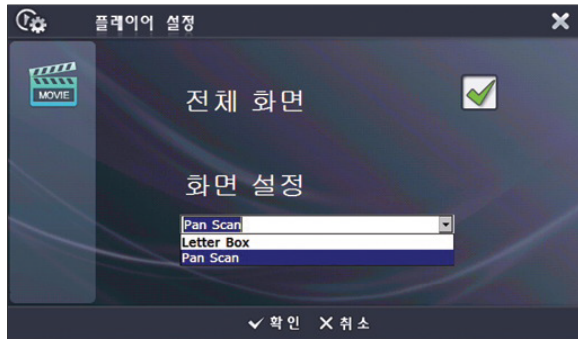 플레이어 설정
MOVIE
전체 화면
화면 설정
Pan Scan
Letter Box
Pan Scan
확인 취소